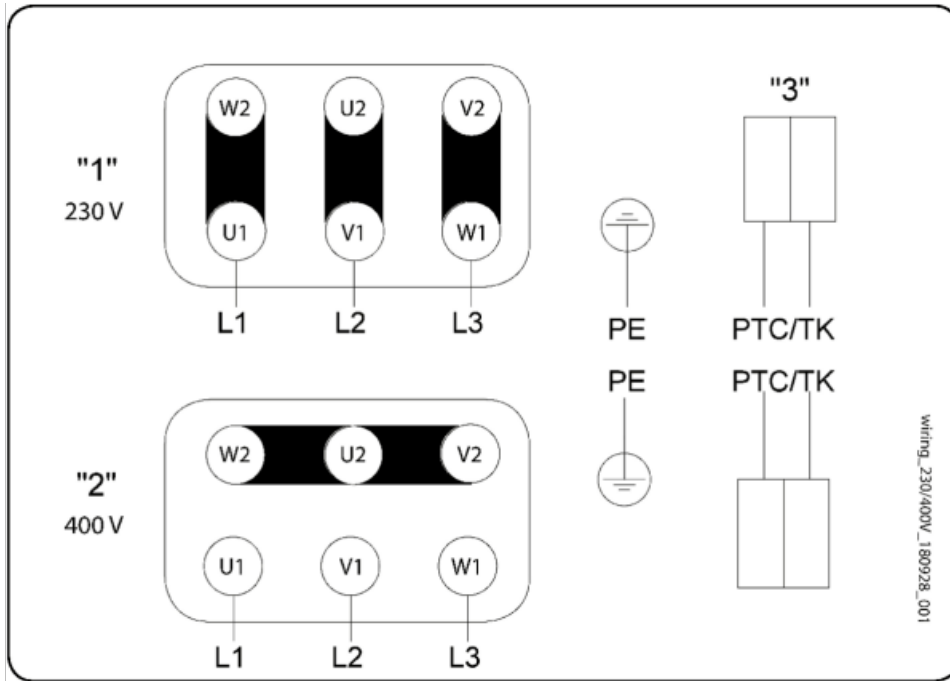 W2 U2 V2
"1"
230 V
U1 V1 W1
L1 L2 L3
"3"
PE PTC/TK
PE PTC/TK
W2 U2 V2
"2"
400 V
U1 V1 W1
L1 L2 L3
wiring_230/400V_180928_001